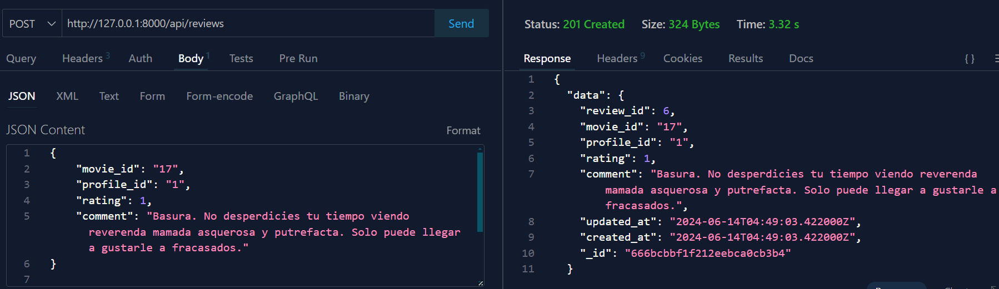 POST http://127.0.0.1:8000/api/reviews Send
Query Headers 3 Auth Body 1 Tests Pre Run
JSON XML Text Form Form-encode GraphQL Binary
JSON Content Format
1 {
2 "movie_id": "17",
3 "profile_id": "1",
4 "rating": 1,
5 "comment": "Basura. No desperdicies tu tiempo viendo
reverenda mamada asquerosa y putrefacta. Solo puede llegar
a gustarle a fracasados."
6 }
7
Status: 201 Created Size: 324 Bytes Time: 3.32 s
Response Headers 9 Cookies Results Docs { }
1 {
2 "data": {
3 "review_id": 6,
4 "movie_id": "17",
5 "profile_id": "1",
6 "rating": 1,
7 "comment": "Basura. No desperdicies tu tiempo viendo reverenda
mamada asquerosa y putrefacta. Solo puede llegar a gustarle a
fracasados.",
8 "updated_at": "2024-06-14T04:49:03.422000Z",
9 "created_at": "2024-06-14T04:49:03.422000Z",
10 "_id": "666bcbbf1f212eebca0cb3b4"
11 }